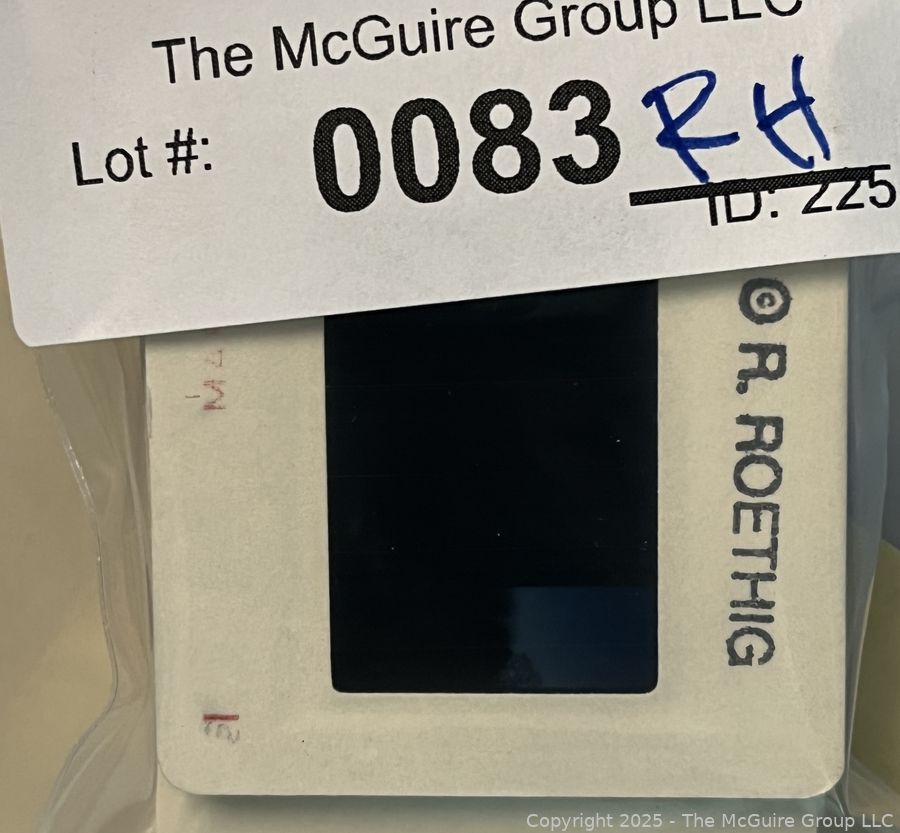 The McGuire Group LLC
Lot #: 0083 RH
ID: 225
© R. ROETHIG
Copyright 2025 - The McGuire Group LLC